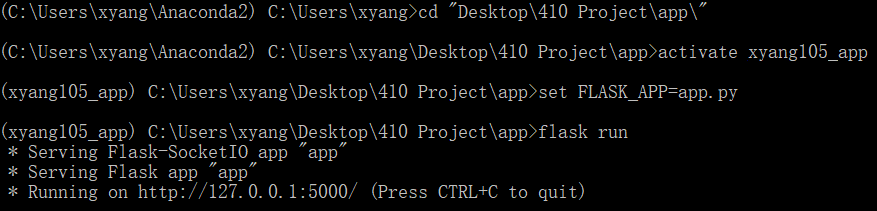 (C:\Users\xyang\Anaconda2) C:\Users\xyang>cd "Desktop\410 Project\app\"
(C:\Users\xyang\Anaconda2) C:\Users\xyang\Desktop\410 Project\app>activate xyang105_app
(xyang105_app) C:\Users\xyang\Desktop\410 Project\app>set FLASK_APP=app.py
(xyang105_app) C:\Users\xyang\Desktop\410 Project\app>flask run
 * Serving Flask-SocketIO app "app"
 * Serving Flask app "app"
 * Running on http://127.0.0.1:5000/ (Press CTRL+C to quit)